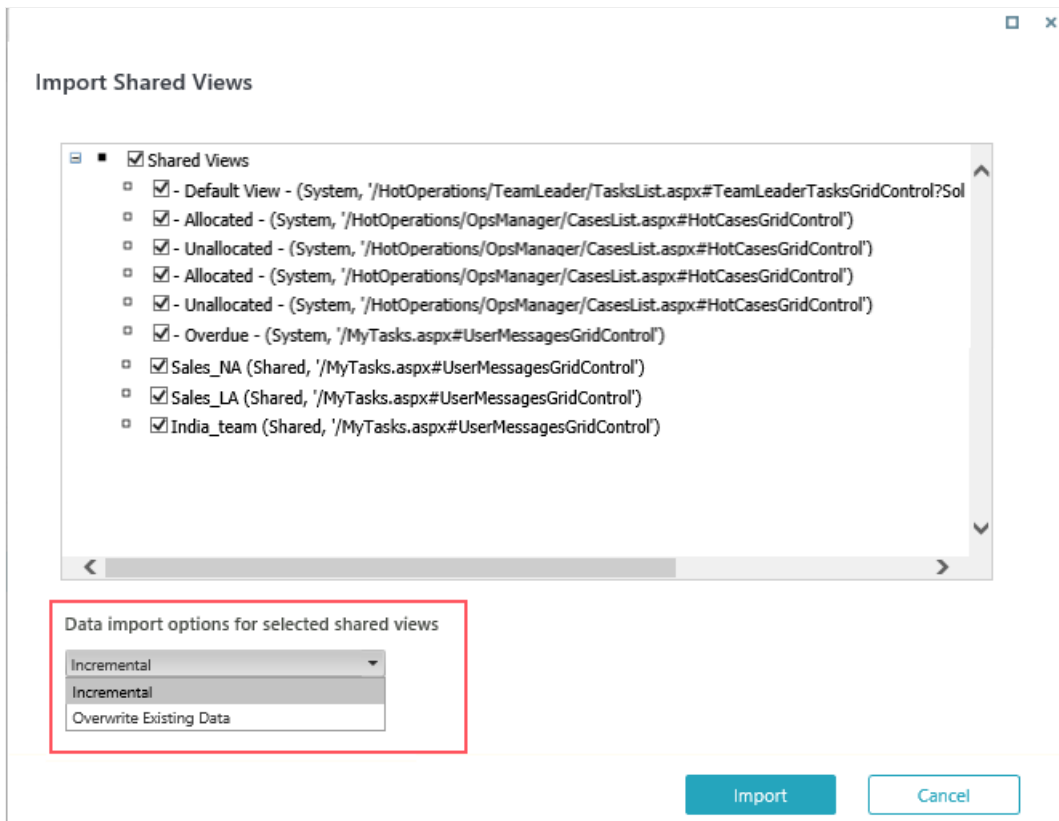 Import Shared Views
Shared Views
- Default View - (System, '/HotOperations/TeamLeader/TasksList.aspx#TeamLeaderTasksGridControl?Sol
- Allocated - (System, '/HotOperations/OpsManager/CasesList.aspx#HotCasesGridControl')
- Unallocated - (System, '/HotOperations/OpsManager/CasesList.aspx#HotCasesGridControl')
- Allocated - (System, '/HotOperations/OpsManager/CasesList.aspx#HotCasesGridControl')
- Unallocated - (System, '/HotOperations/OpsManager/CasesList.aspx#HotCasesGridControl')
- Overdue - (System, '/MyTasks.aspx#UserMessagesGridControl')
Sales_NA (Shared, '/MyTasks.aspx#UserMessagesGridControl')
Sales_LA (Shared, '/MyTasks.aspx#UserMessagesGridControl')
India_team (Shared, '/MyTasks.aspx#UserMessagesGridControl')
Data import options for selected shared views
Incremental
Incremental
Overwrite Existing Data
Import Cancel